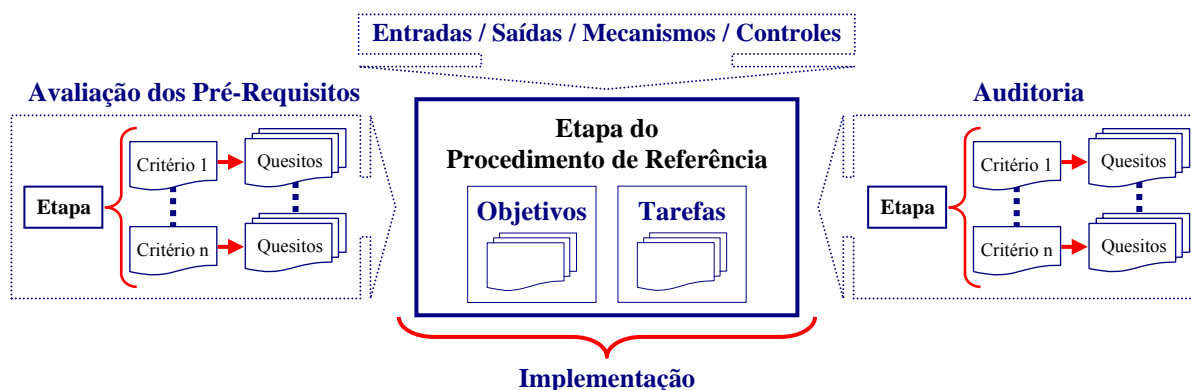 Entradas / Saídas / Mecanismos / Controles
Avaliação dos Pré-Requisitos
Etapa
Critério 1
Quesitos
Critério n
Quesitos
Etapa do
Procedimento de Referência
Objetivos
Tarefas
Auditoria
Etapa
Critério 1
Quesitos
Critério n
Quesitos
Implementação